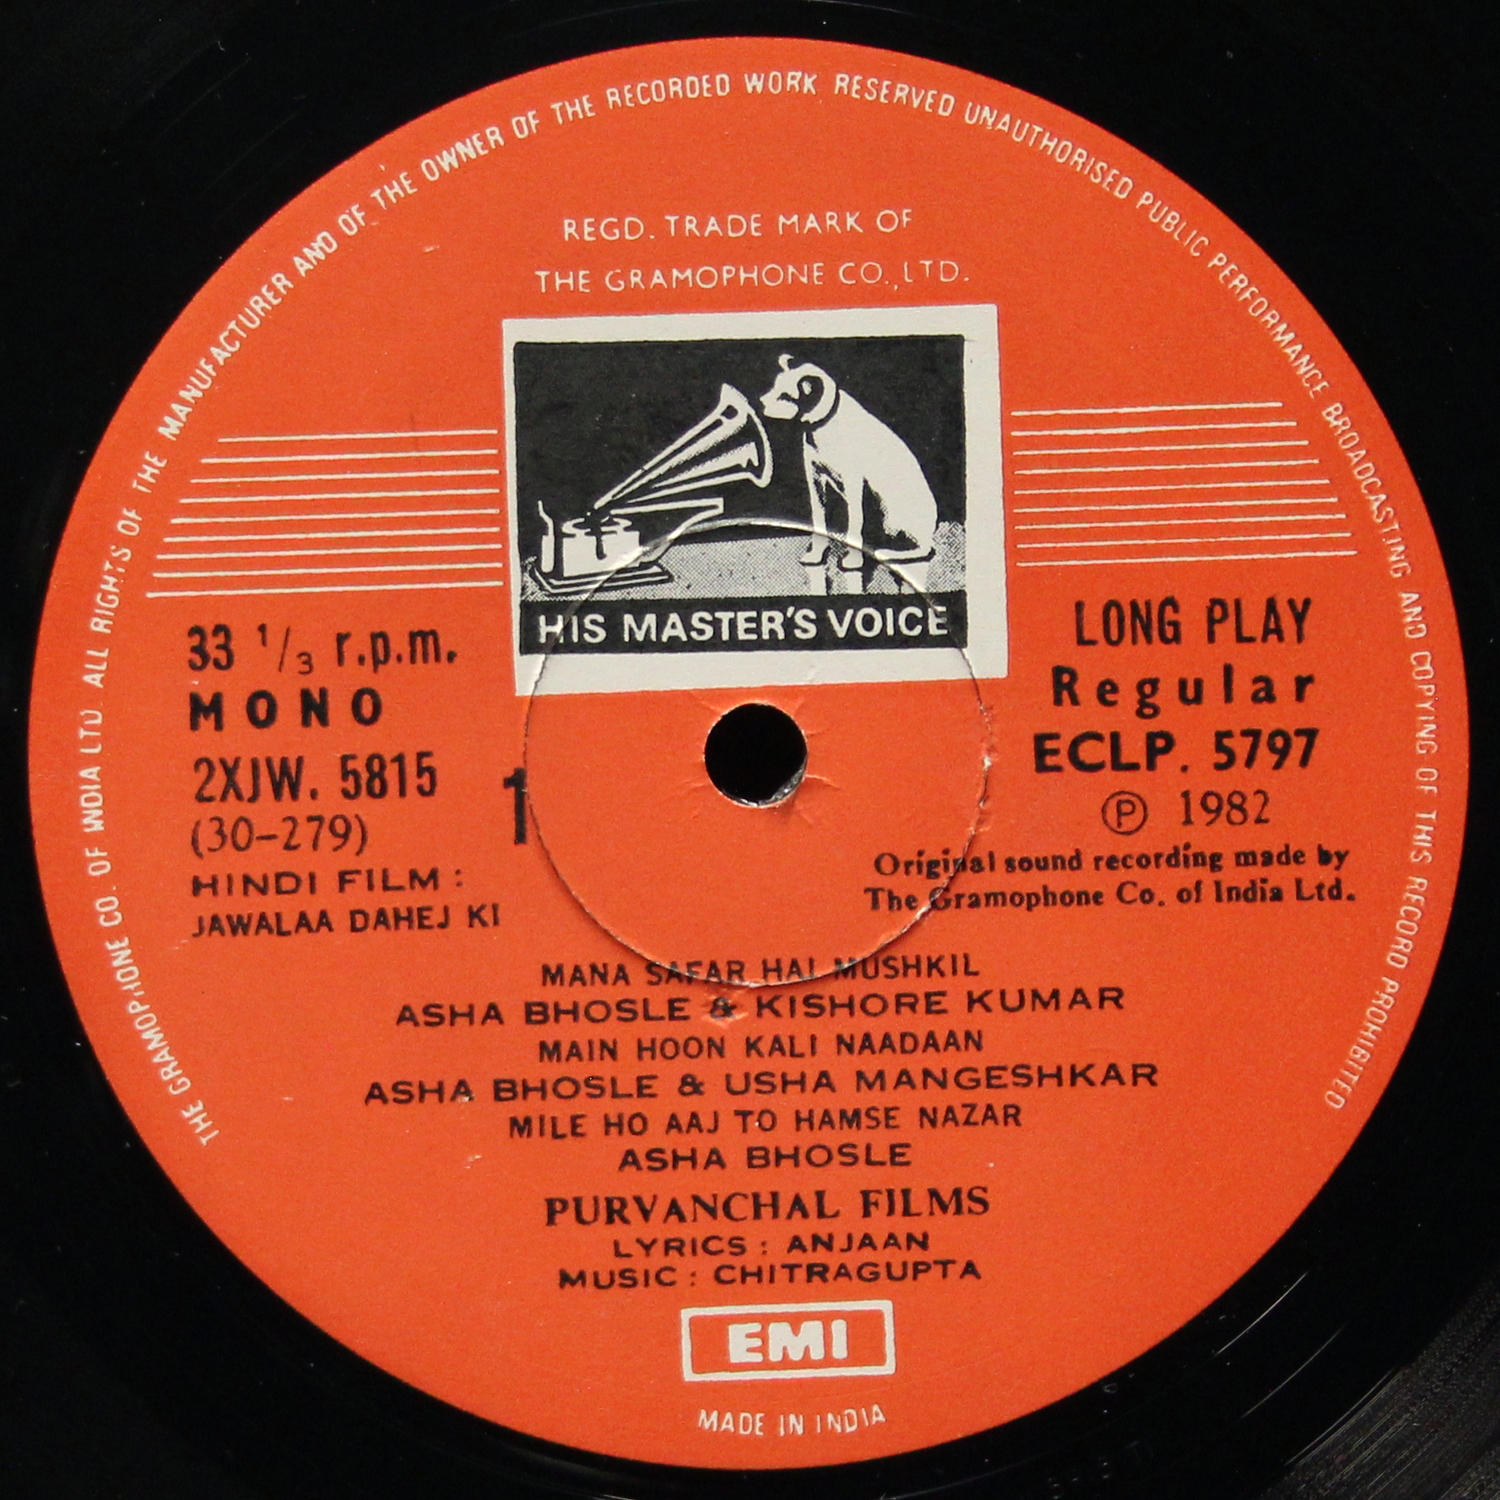 THE GRAMOPHONE CO. OF INDIA LTD. ALL RIGHTS OF THE MANUFACTURER AND OF THE OWNER OF THE RECORDED WORK RESERVED UNAUTHORISED PUBLIC PERFORMANCE BROADCASTING AND COPYING OF THIS RECORD PROHIBITED
REGD. TRADE MARK OF
THE GRAMOPHONE CO., LTD.
HIS MASTER'S VOICE
33 1/3 r.p.m.
MONO
2XJW. 5815
(30-279)
HINDI FILM :
JAWALAA DAHEJ KI
1
LONG PLAY
Regular
ECLP. 5797
Ⓟ 1982
Original sound recording made by
The Gramophone Co. of India Ltd.
MANA SAFAR HAI MUSHKIL
ASHA BHOSLE & KISHORE KUMAR
MAIN HOON KALI NAADAAN
ASHA BHOSLE & USHA MANGESHKAR
MILE HO AAJ TO HAMSE NAZAR
ASHA BHOSLE
PURVANCHAL FILMS
LYRICS : ANJAAN
MUSIC : CHITRAGUPTA
EMI
MADE IN INDIA